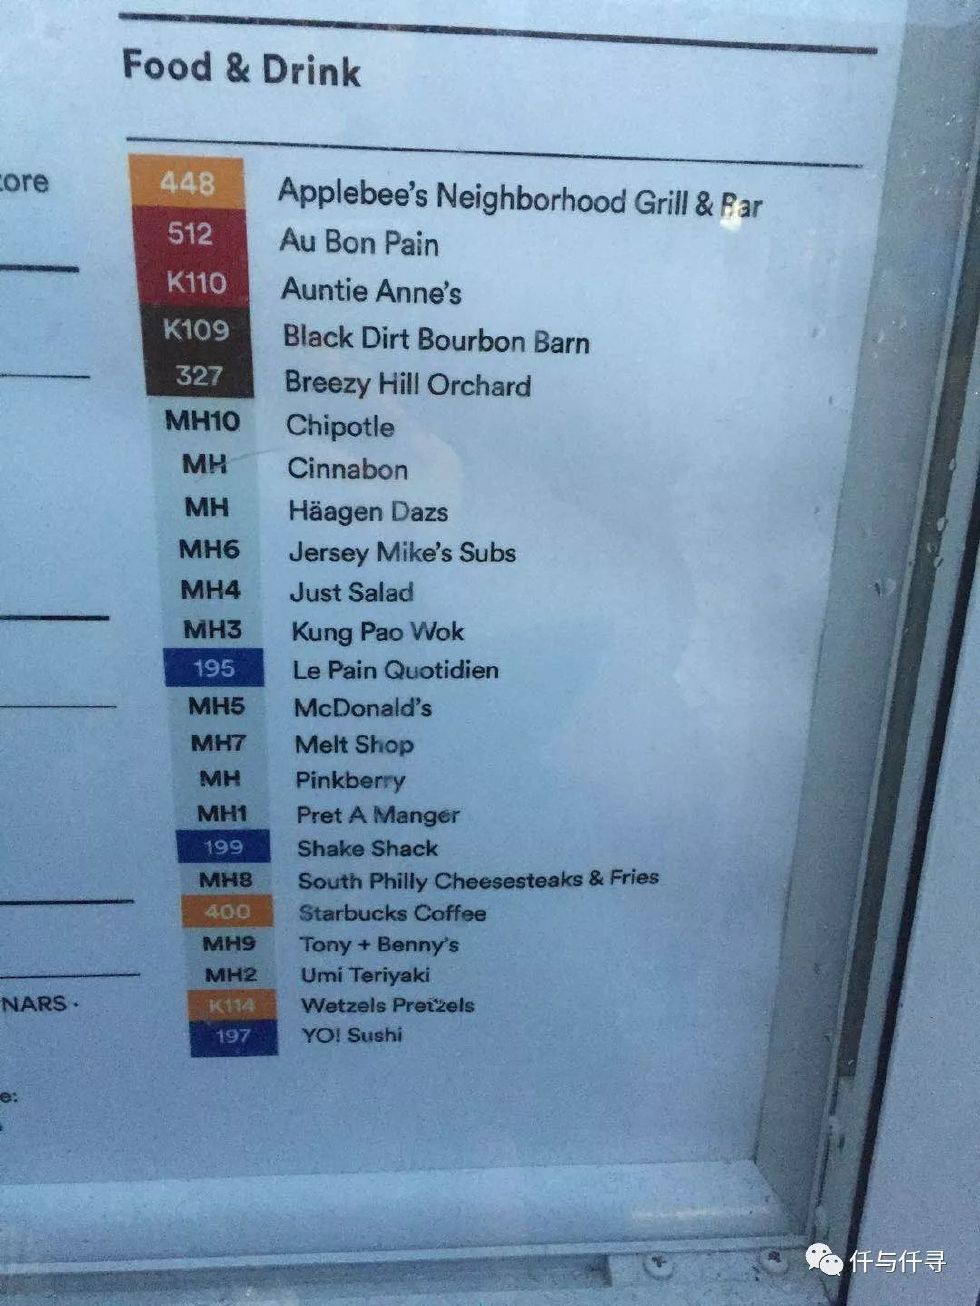 Food & Drink
448 Applebee's Neighborhood Grill & Bar
512 Au Bon Pain
K110 Auntie Anne's
K109 Black Dirt Bourbon Barn
327 Breezy Hill Orchard
MH10 Chipotle
MH Cinnabon
MH Häagen Dazs
MH6 Jersey Mike's Subs
MH4 Just Salad
MH3 Kung Pao Wok
195 Le Pain Quotidien
MH5 McDonald's
MH7 Melt Shop
MH Pinkberry
MH1 Pret A Manger
199 Shake Shack
MH8 South Philly Cheesesteaks & Fries
400 Starbucks Coffee
MH9 Tony + Benny's
MH2 Umi Teriyaki
K114 Wetzels Pretzels
197 YO! Sushi
NARS ·
e:
仟与仟寻